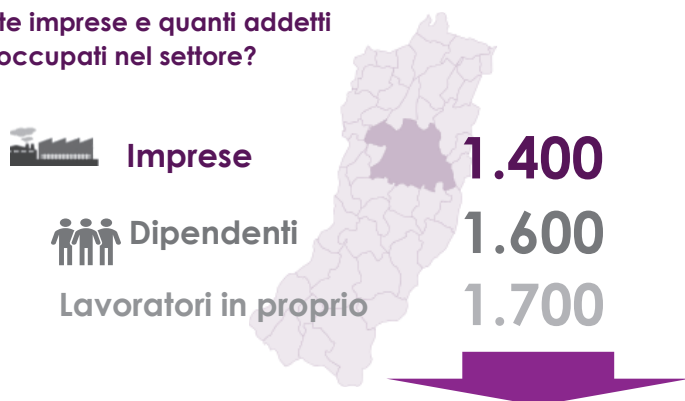 te imprese e quanti addetti
occupati nel settore?
Imprese 1.400
Dipendenti 1.600
Lavoratori in proprio 1.700